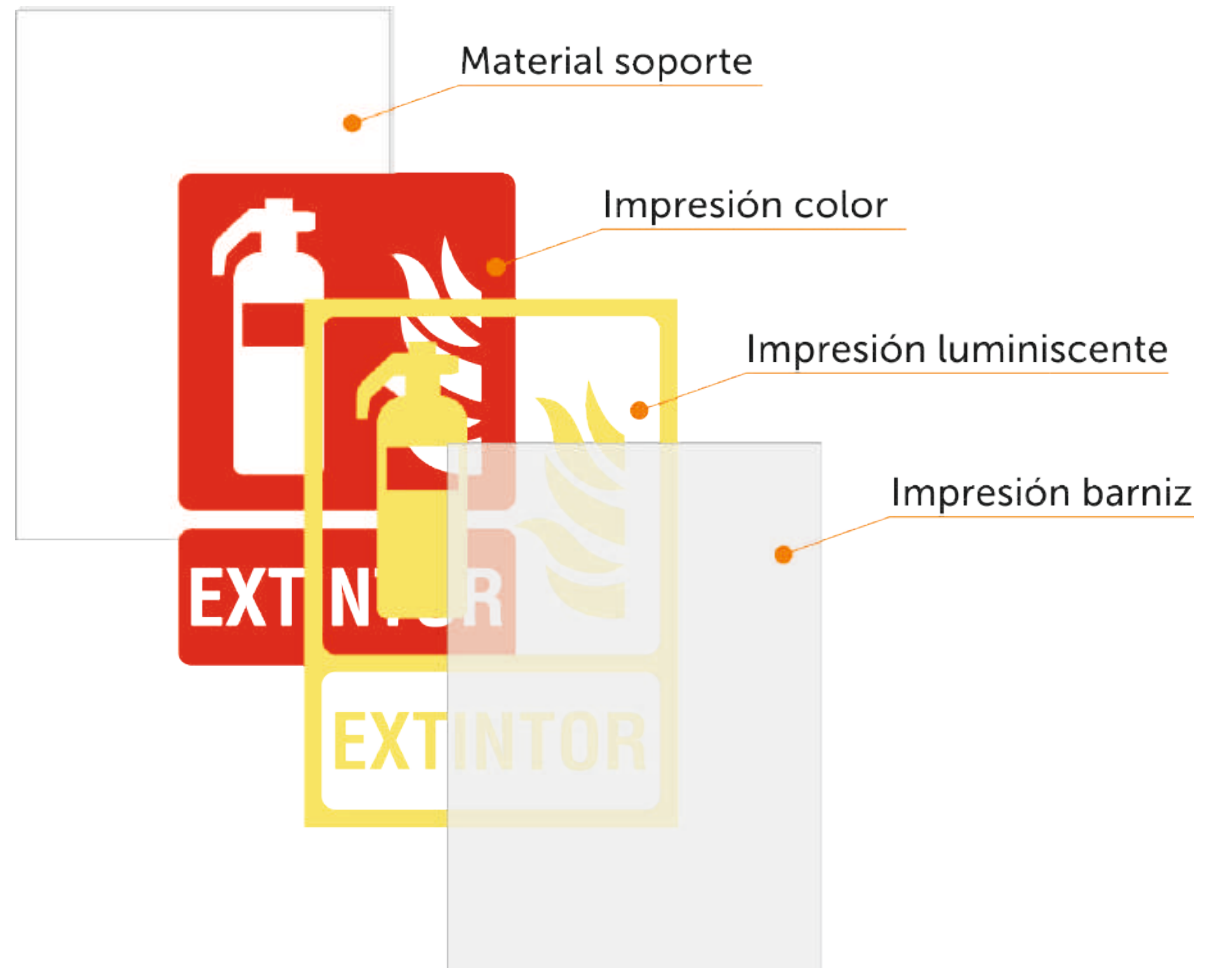 Material soporte
Impresión color
Impresión luminiscente
Impresión barniz
EXTINTOR
EXTINTOR